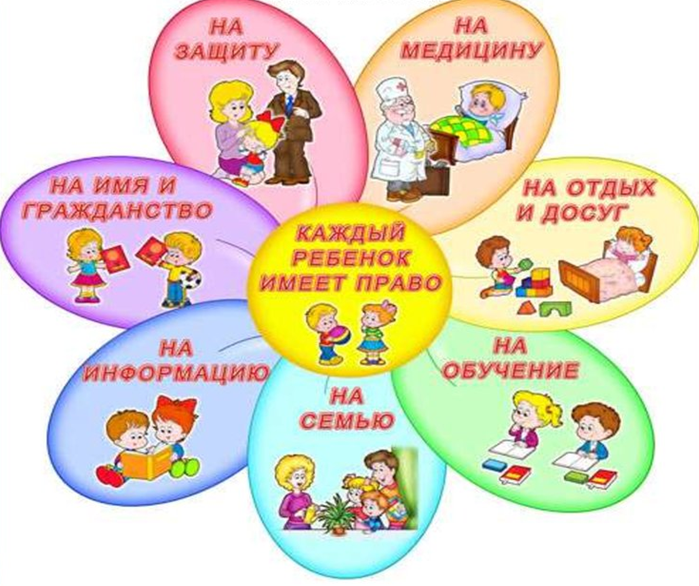 НА
ЗАЩИТУ
НА
МЕДИЦИНУ
НА ИМЯ И
ГРАЖДАНСТВО
НА ОТДЫХ
И ДОСУГ
КАЖДЫЙ
РЕБЕНОК
ИМЕЕТ ПРАВО
НА
ИНФОРМАЦИЮ
НА
СЕМЬЮ
НА
ОБУЧЕНИЕ